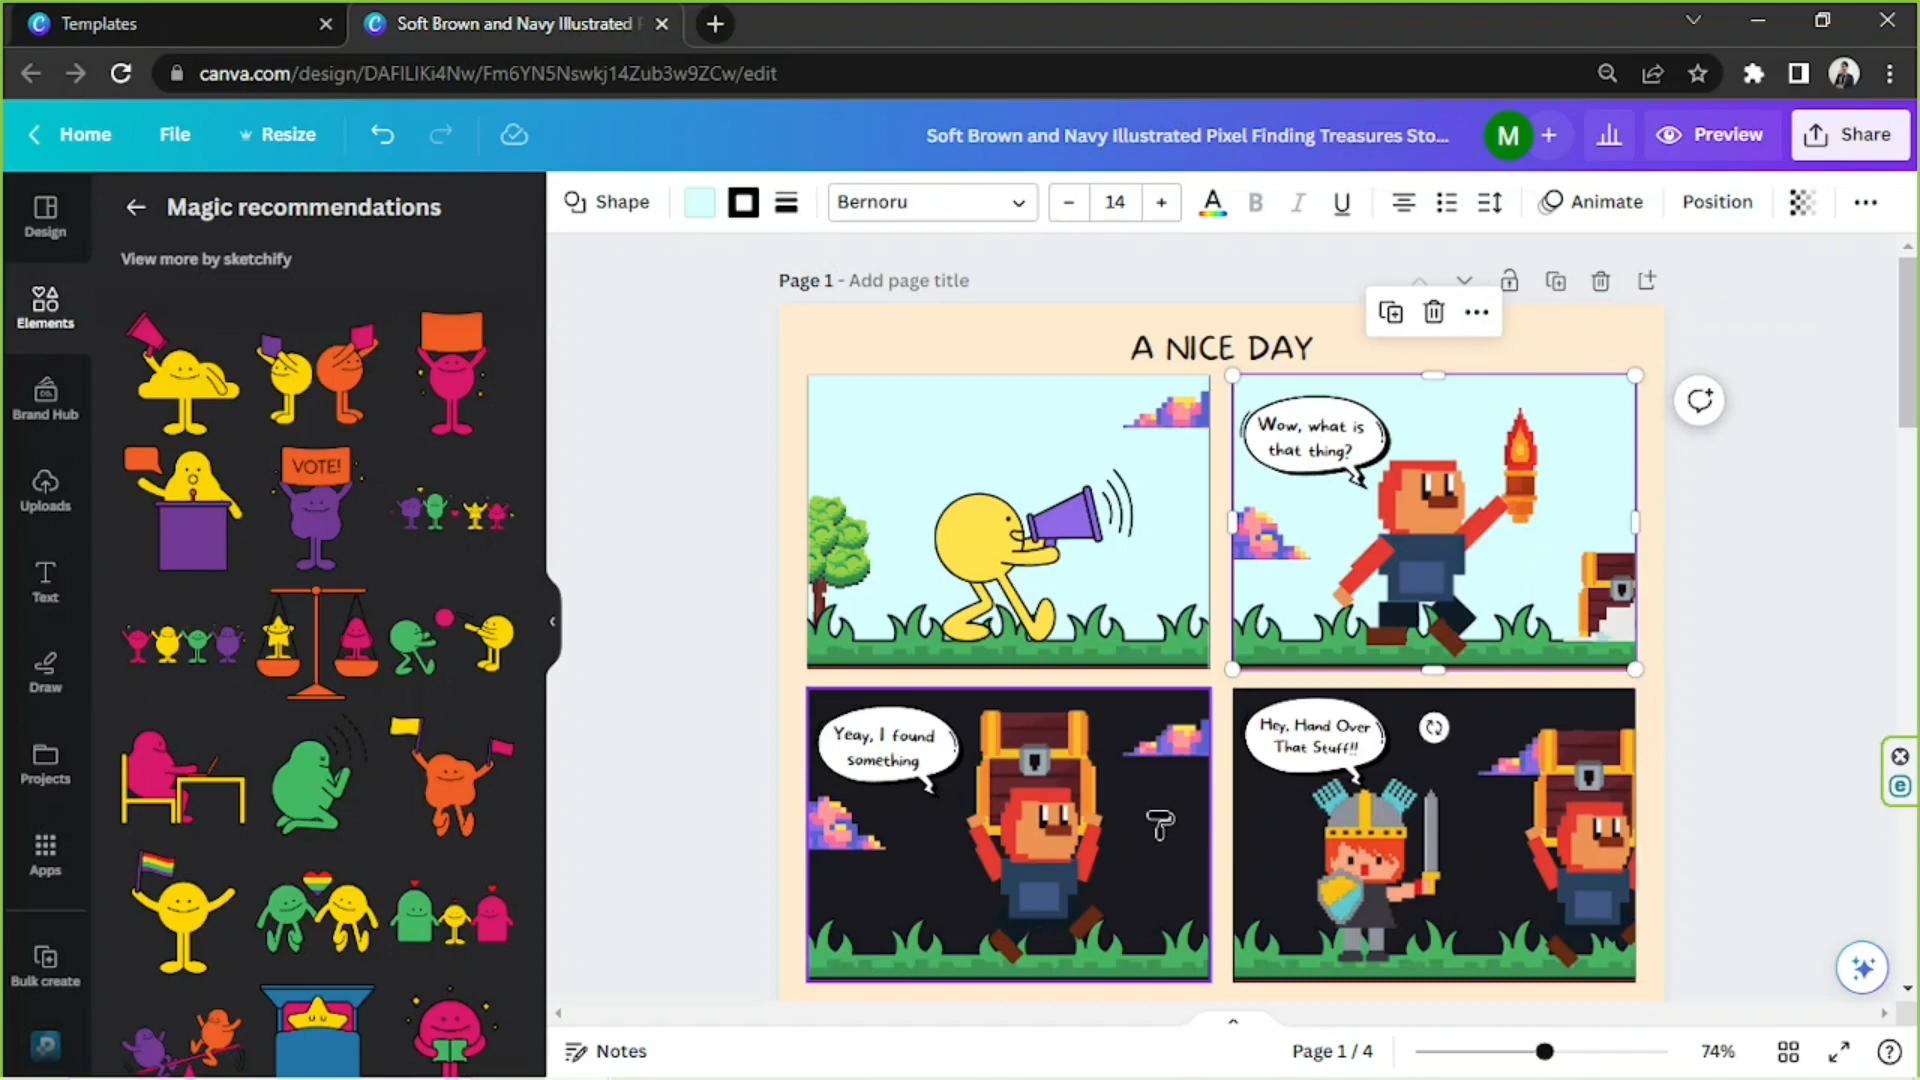 Templates
Soft Brown and Navy Illustrated
canva.com/design/DAFILIKi4Nw/Fm6YN5Nswkj14Zub3w9ZCw/edit
Home
File
Resize
Soft Brown and Navy Illustrated Pixel Finding Treasures Sto...
M
Preview
Share
Design
Elements
Brand Hub
Uploads
Text
Draw
Projects
Apps
Bulk create
Magic recommendations
View more by sketchify
VOTE!
Shape
Bernoru
14
A
B
I
U
Animate
Position
Page 1 - Add page title
A NICE DAY
Wow, what is
that thing?
Yeay, I found
something
Hey, Hand Over
That Stuff!!
Notes
Page 1 / 4
74%